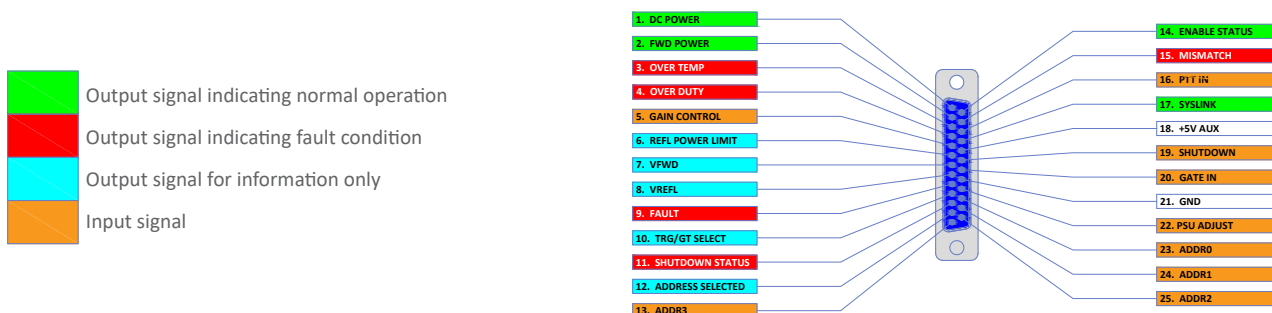 Output signal indicating normal operation
Output signal indicating fault condition
Output signal for information only
Input signal
1. DC POWER
2. FWD POWER
3. OVER TEMP
4. OVER DUTY
5. GAIN CONTROL
6. REFL POWER LIMIT
7. VFWD
8. VREFL
9. FAULT
10. TRG/GT SELECT
11. SHUTDOWN STATUS
12. ADDRESS SELECTED
13. ADDR3
14. ENABLE STATUS
15. MISMATCH
16. PTT IN
17. SYSLINK
18. +5V AUX
19. SHUTDOWN
20. GATE IN
21. GND
22. PSU ADJUST
23. ADDR0
24. ADDR1
25. ADDR2